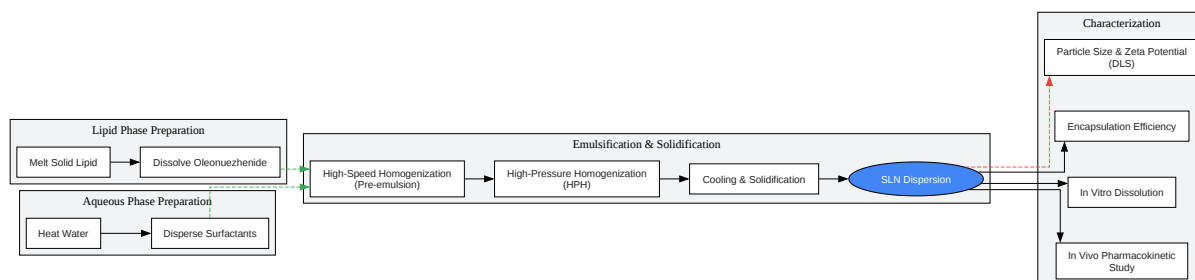 Lipid Phase Preparation
Melt Solid Lipid
Dissolve Oleonuezhenide
Aqueous Phase Preparation
Heat Water
Disperse Surfactants
Emulsification & Solidification
High-Speed Homogenization
(Pre-emulsion)
High-Pressure Homogenization
(HPH)
Cooling & Solidification
SLN Dispersion
Characterization
Particle Size & Zeta Potential
(DLS)
Encapsulation Efficiency
In Vitro Dissolution
In Vivo Pharmacokinetic
Study